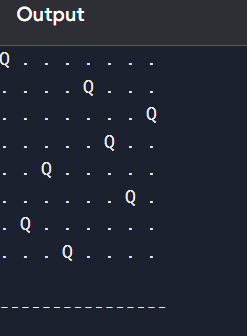 Output
Q . . . . . . .
. . . . Q . . .
. . . . . . . Q
. . . . . Q . .
. . Q . . . . .
. . . . . . Q .
. Q . . . . . .
. . . Q . . . .
----------------